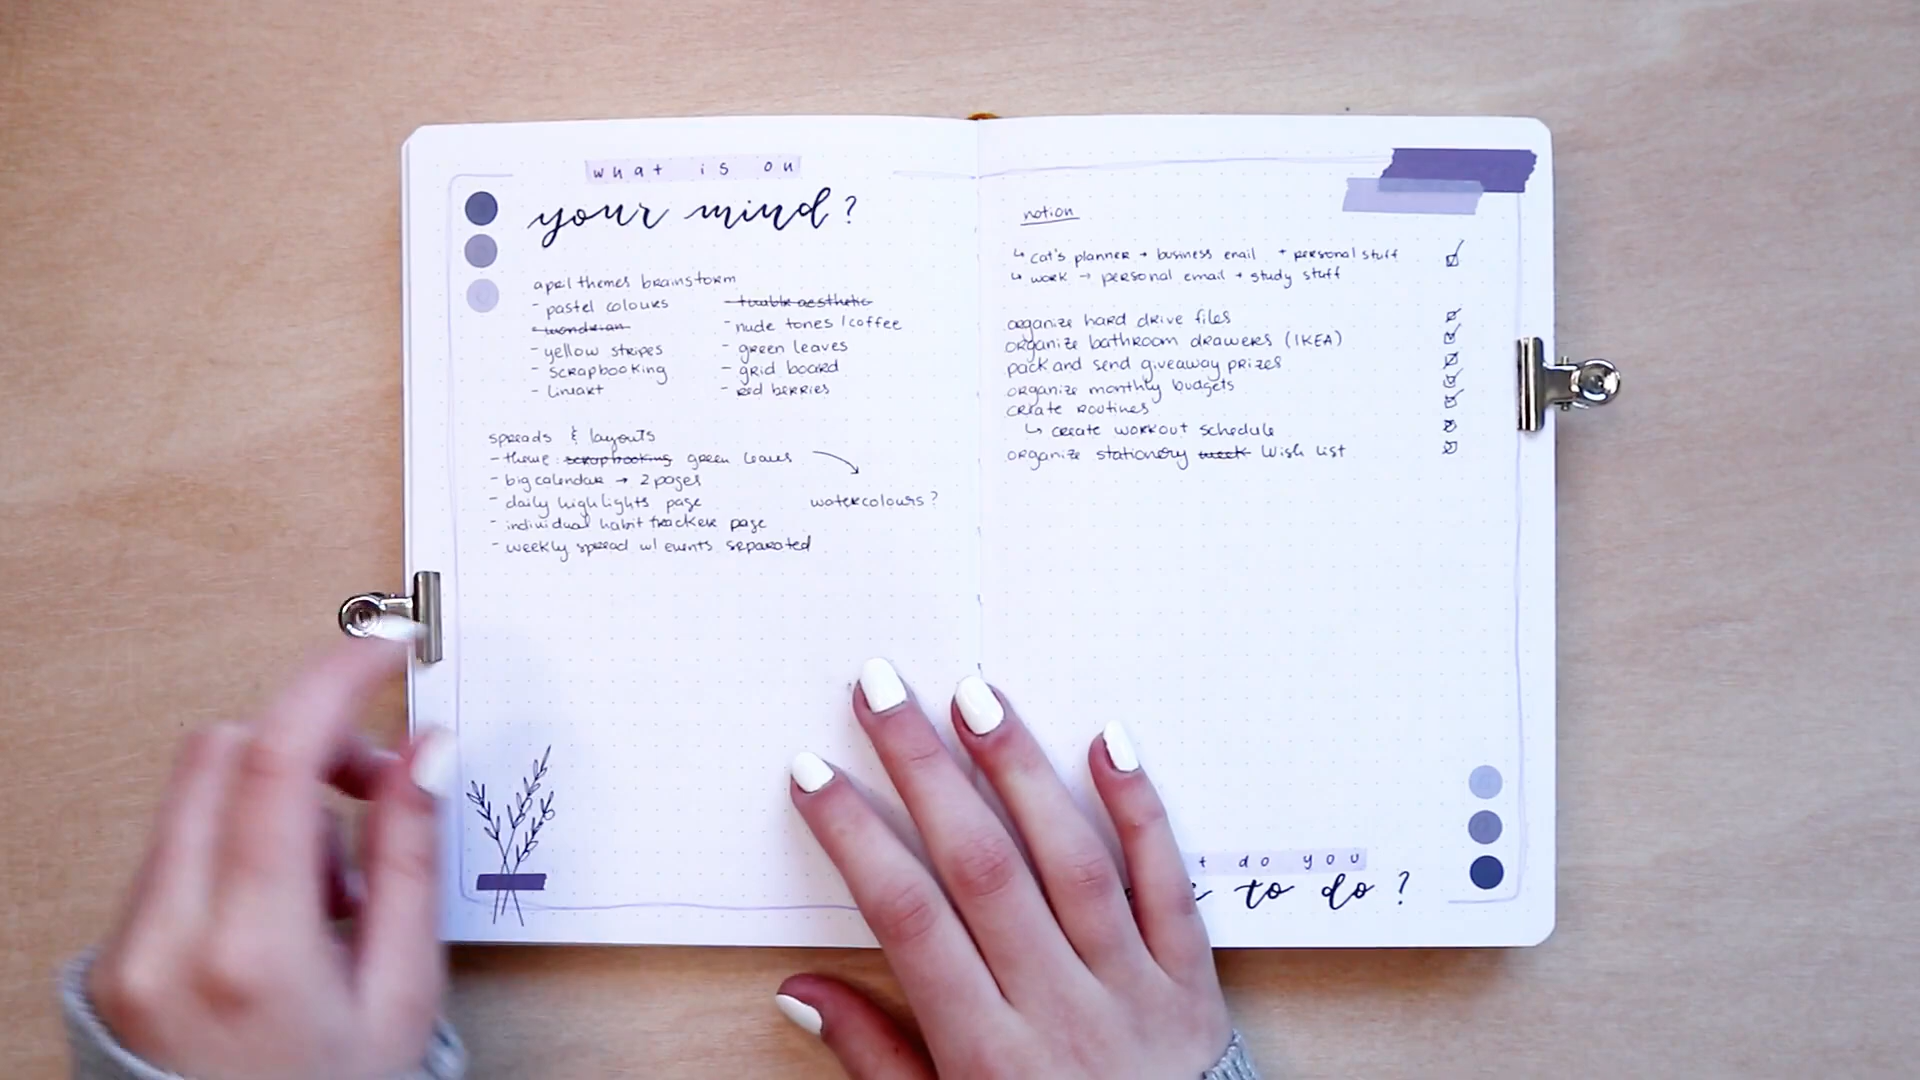 what is on
your mind?
april themes brainstorm
- pastel colours
- yellow stripes
- scrapbooking
- lineart
- tumblr aesthetic
- nude tones / coffee
- green leaves
- grid board
- red berries
spreads & layouts
- theme: scrapbooking green leaves
watercolours?
- big calendar → 2 pages
- daily highlights page
- individual habit tracker page
- weekly spread w/ events separated
notion
↳ cat's planner → business email + personal stuff
↳ work → personal email + study stuff
organize hard drive files
organize bathroom drawers (IKEA)
pack and send giveaway prizes
organize monthly budgets
create routines
↳ create workout schedule
organize stationery wish list
t do you
to do?